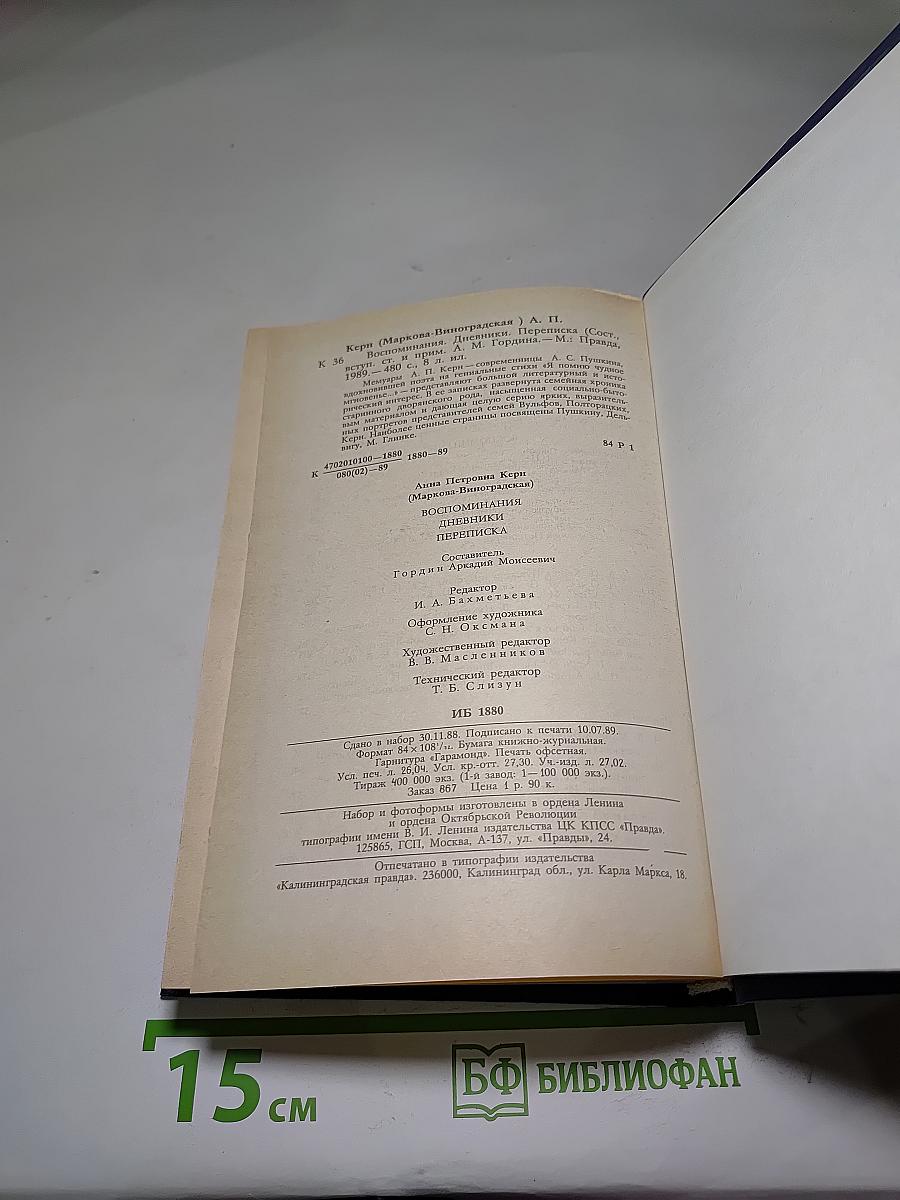 Керн (Маркова-Виноградская ) А. П.
К 36 Воспоминания. Дневники. Переписка (Сост.,
вступ. ст. и прим. А. М. Гордина.— М.: Правда,
1989.— 480 с., 8 л. ил.
Мемуары А. П. Керн — современницы А. С. Пушкина,
вдохновившей поэта на гениальные стихи «Я помню чудное
мгновенье...» — представляют большой литературный и исто-
рический интерес. В ее записках развернута семейная хроника
старинного дворянского рода, насыщенная социально-быто-
вым материалом и дающая целую серию ярких, выразитель-
ных портретов представителей семей Вульфов, Полторацких,
Керн. Наиболее ценные страницы посвящены Пушкину, Дель-
вигу, М. Глинке.
К 4702010100—1880
080(02)—89 1880—89
84 Р 1
Анна Петровна Керн
(Маркова-Виноградская)
ВОСПОМИНАНИЯ
ДНЕВНИКИ
ПЕРЕПИСКА
Составитель
Гордин Аркадий Моисеевич
Редактор
И. А. Бахметьева
Оформление художника
С. Н. Оксмана
Художественный редактор
В. В. Масленников
Технический редактор
Т. Б. Слизун
ИБ 1880
Сдано в набор 30.11.88. Подписано к печати 10.07.89.
Формат 84×108¹/₃₂. Бумага книжно-журнальная.
Гарнитура «Гарамонд». Печать офсетная.
Усл. печ. л. 26,04. Усл. кр.-отт. 27,30. Уч.-изд. л. 27,02.
Тираж 400 000 экз. (1-й завод: 1—100 000 экз.).
Заказ 867 Цена 1 р. 90 к.
Набор и фотоформы изготовлены в ордена Ленина
и ордена Октябрьской Революции
типографии имени В. И. Ленина издательства ЦК КПСС «Правда».
125865, ГСП, Москва, А-137, ул. «Правды», 24.
Отпечатано в типографии издательства
«Калининградская правда». 236000, Калининград обл., ул. Карла Маркса, 18.
15 см
БФ БИБЛИОФАН